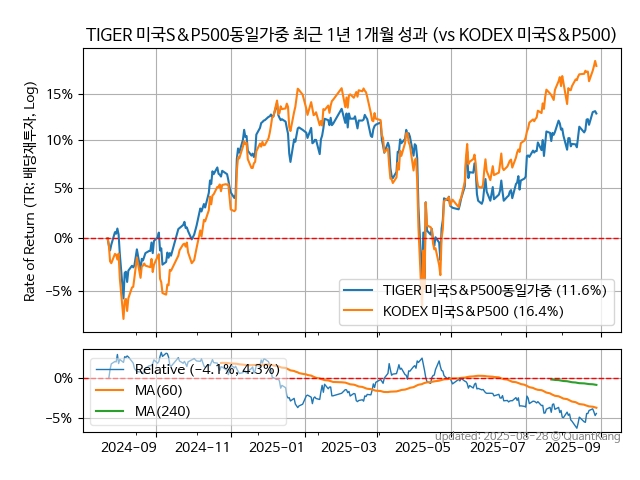 TIGER 미국S&P500동일가중 최근 1년 1개월 성과 (vs KODEX 미국S&P500)
Rate of Return (TR: 배당재투자, Log)
15%
10%
5%
0%
−5%
TIGER 미국S&P500동일가중 (11.6%)
KODEX 미국S&P500 (16.4%)
0%
−5%
Relative (−4.1%, 4.3%)
MA(60)
MA(240)
updated: 2025-08-28 © QuantKang
2024-09
2024-11
2025-01
2025-03
2025-05
2025-07
2025-09